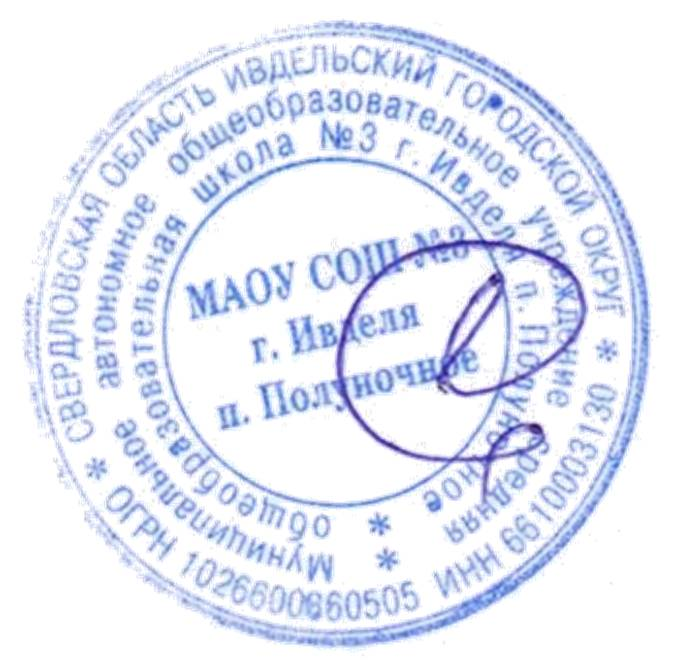 * СВЕРДЛОВСКАЯ ОБЛАСТЬ ИВДЕЛЬСКИЙ ГОРОДСКОЙ ОКРУГ *
ОГРН 1026600660505 ИНН 6610003130
* Муниципальное автономное общеобразовательное учреждение средняя
* общеобразовательная школа №3 г. Ивделя п. Полуночное
МАОУ СОШ №3
г. Ивделя
п. Полуночное